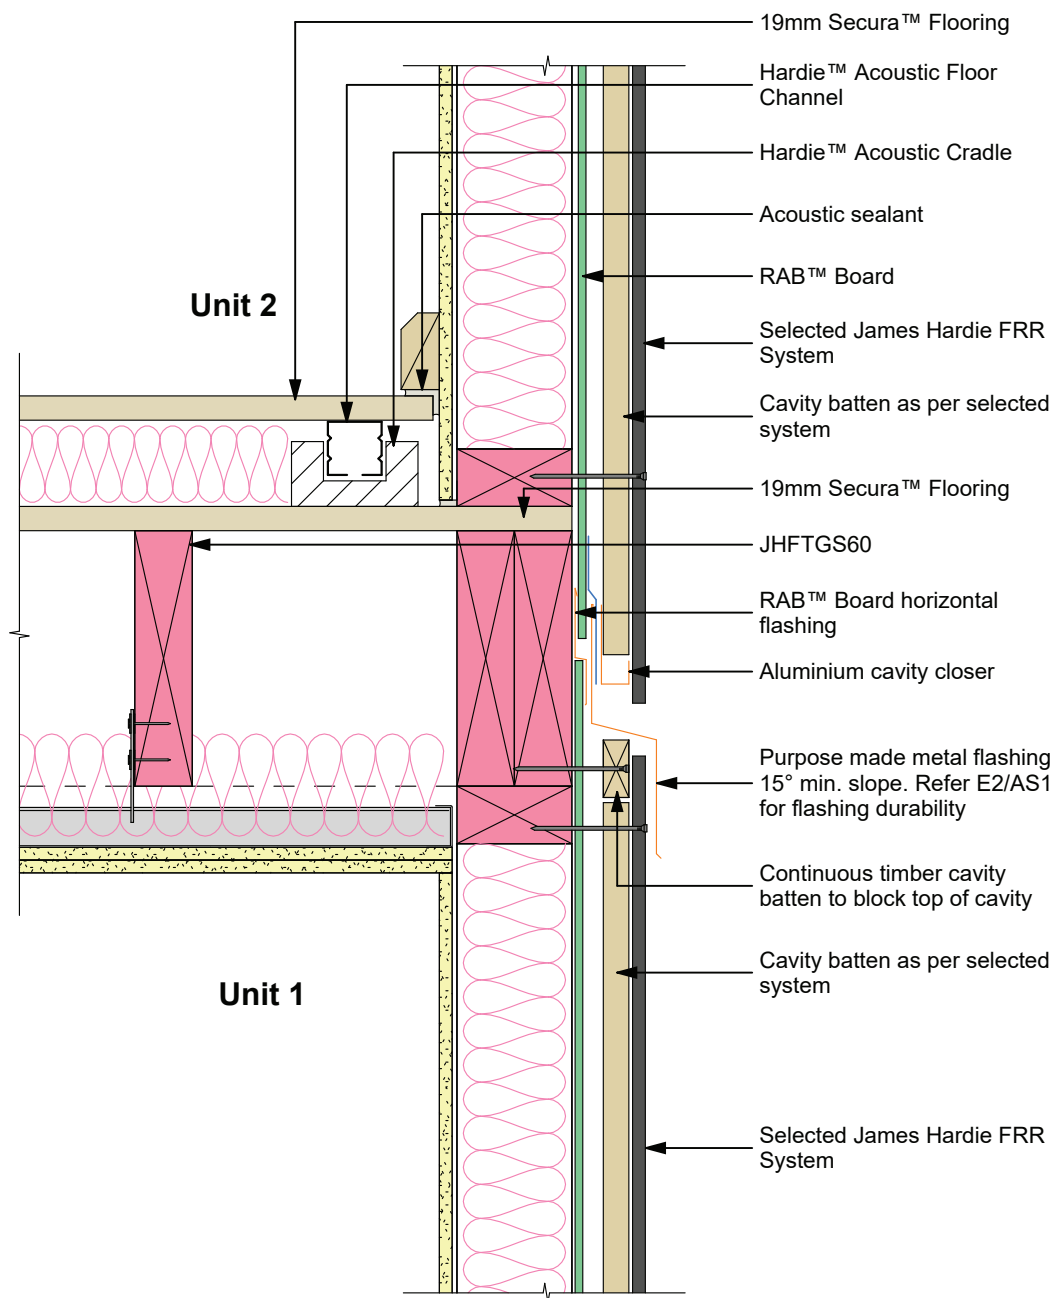 19mm Secura™ Flooring
Hardie™ Acoustic Floor
Channel
Hardie™ Acoustic Cradle
Acoustic sealant
RAB™ Board
Unit 2
Selected James Hardie FRR
System
Cavity batten as per selected
system
19mm Secura™ Flooring
JHFTGS60
RAB™ Board horizontal
flashing
Aluminium cavity closer
Purpose made metal flashing
15° min. slope. Refer E2/AS1
for flashing durability
Continuous timber cavity
batten to block top of cavity
Cavity batten as per selected
system
Unit 1
Selected James Hardie FRR
System